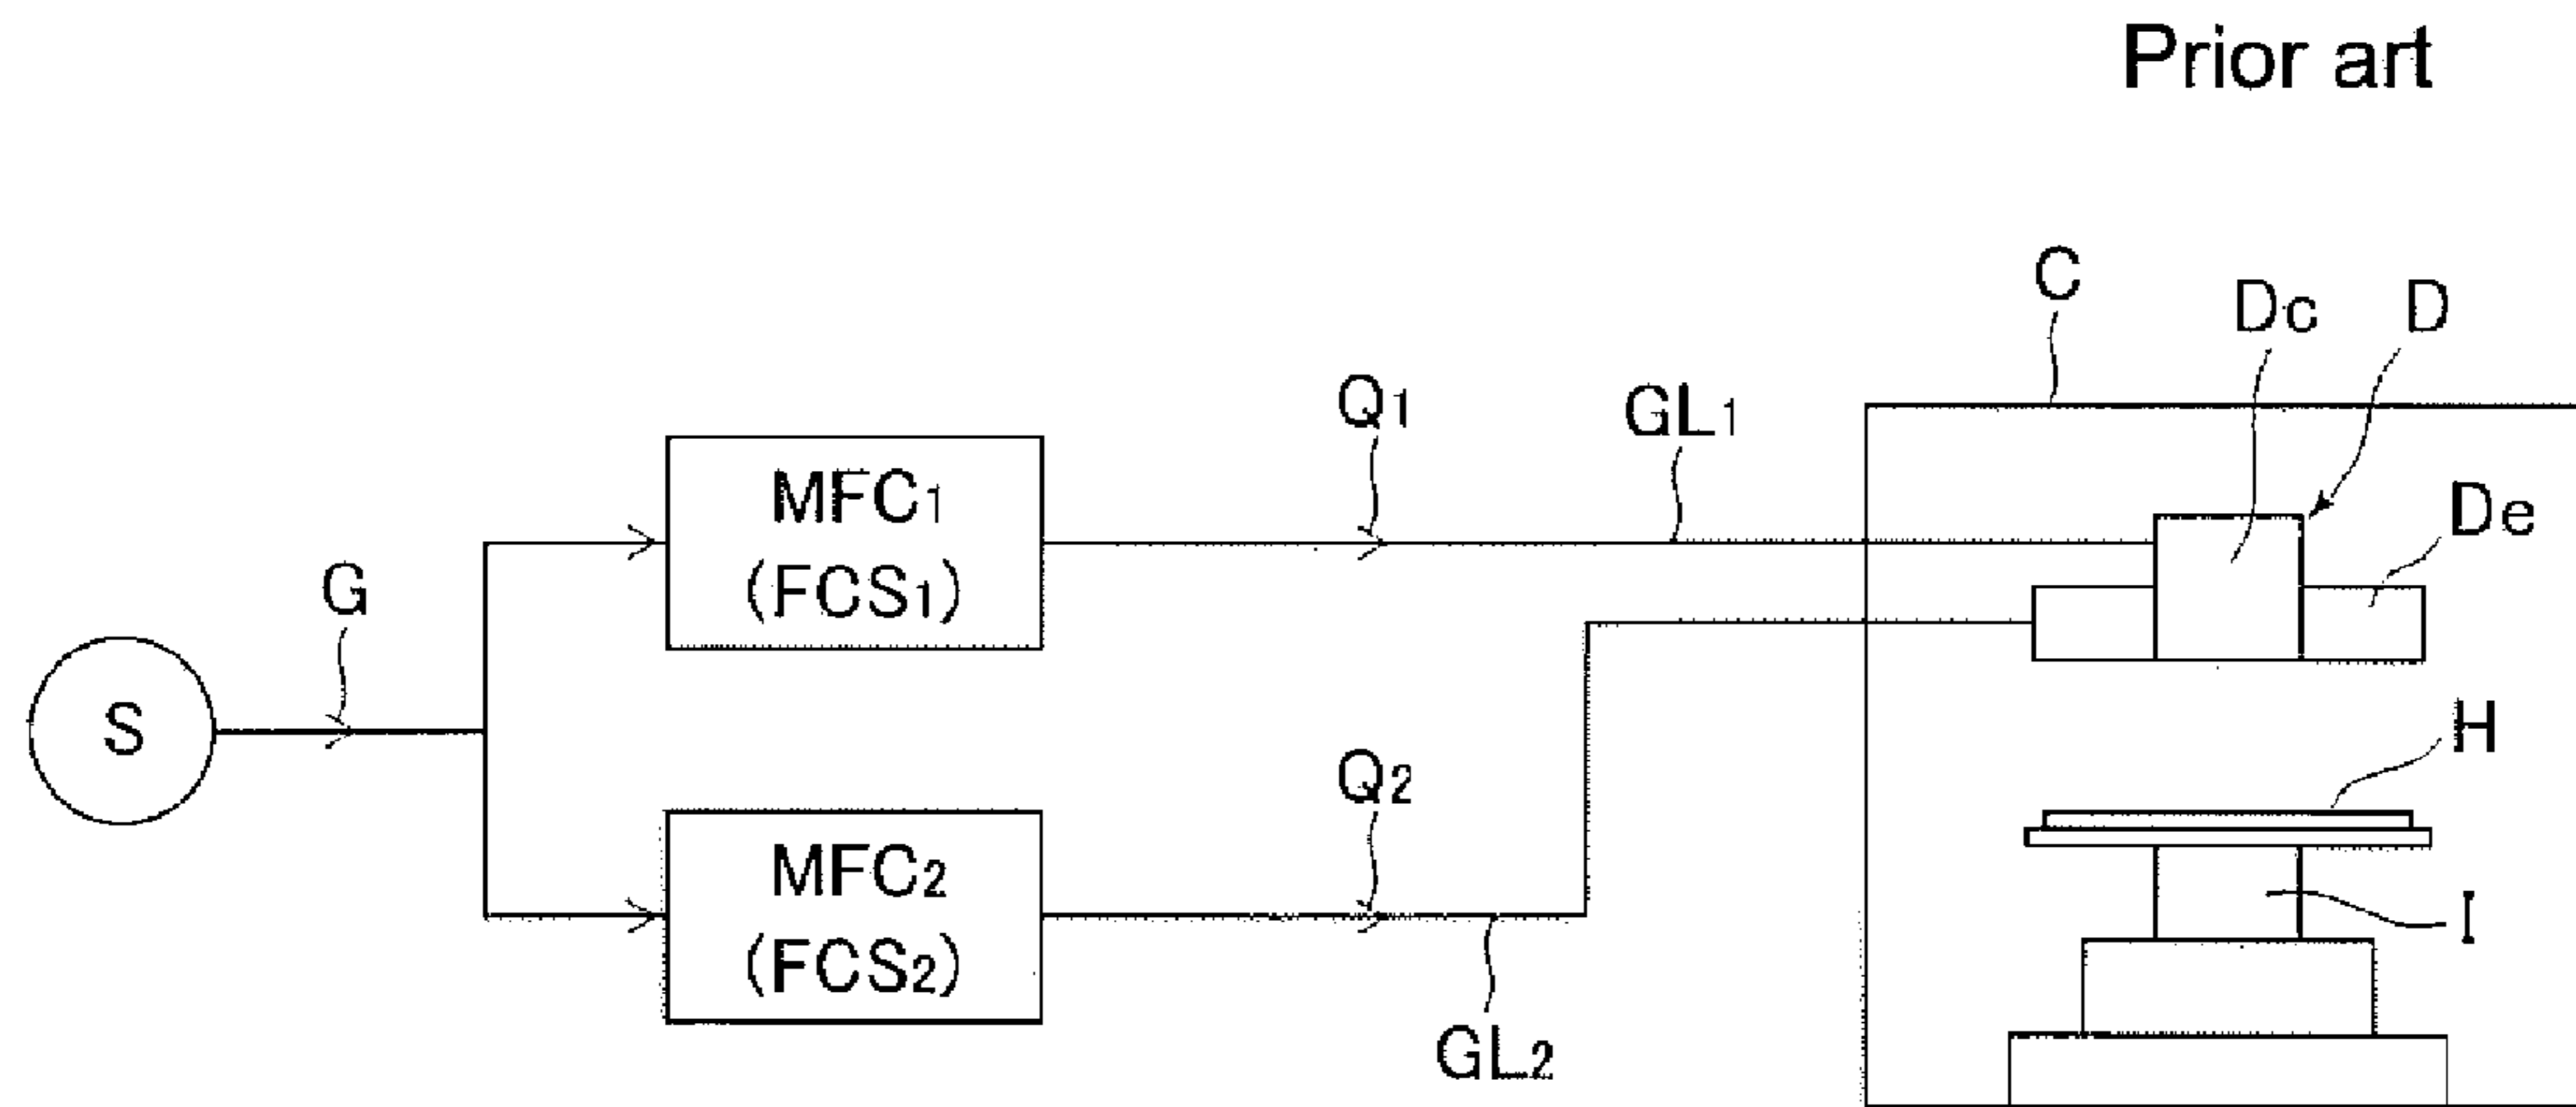 Prior art
C
Dc
D
Q1
GL1
MFC1
(FCS1)
De
G
S
H
Q2
MFC2
(FCS2)
I
GL2